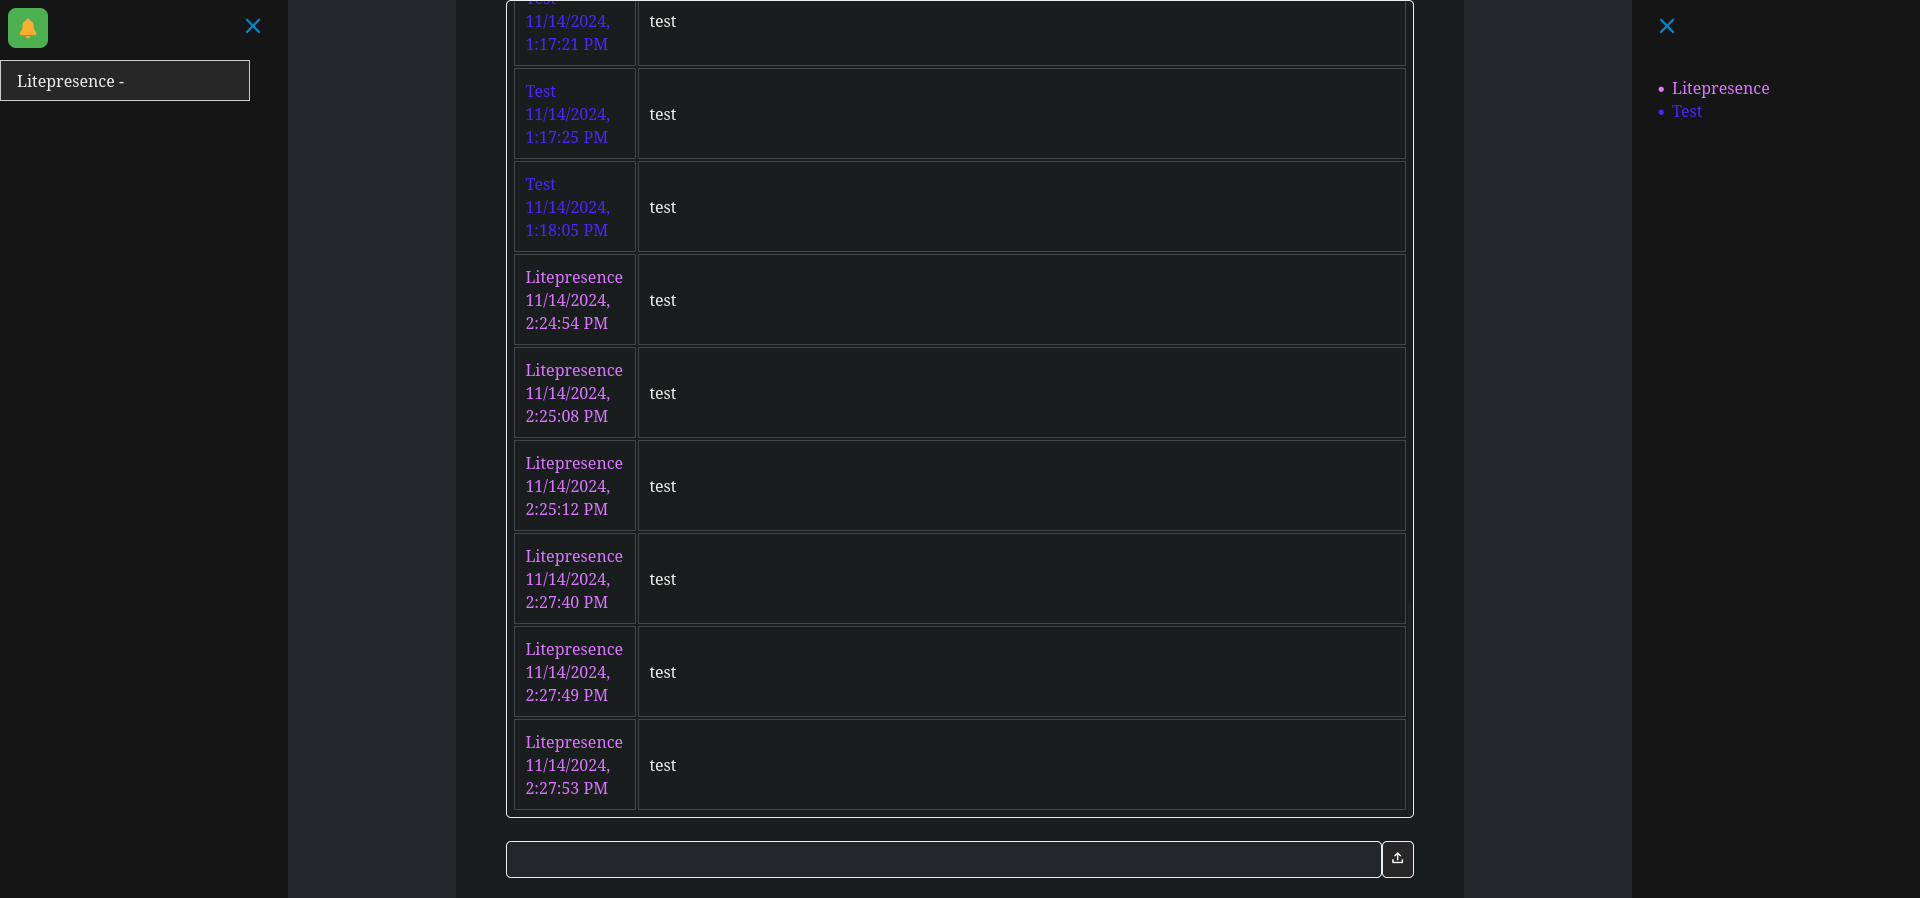 Litepresence -
Test
11/14/2024,
1:17:21 PM
test
Test
11/14/2024,
1:17:25 PM
test
Test
11/14/2024,
1:18:05 PM
test
Litepresence
11/14/2024,
2:24:54 PM
test
Litepresence
11/14/2024,
2:25:08 PM
test
Litepresence
11/14/2024,
2:25:12 PM
test
Litepresence
11/14/2024,
2:27:40 PM
test
Litepresence
11/14/2024,
2:27:49 PM
test
Litepresence
11/14/2024,
2:27:53 PM
test
Litepresence
Test